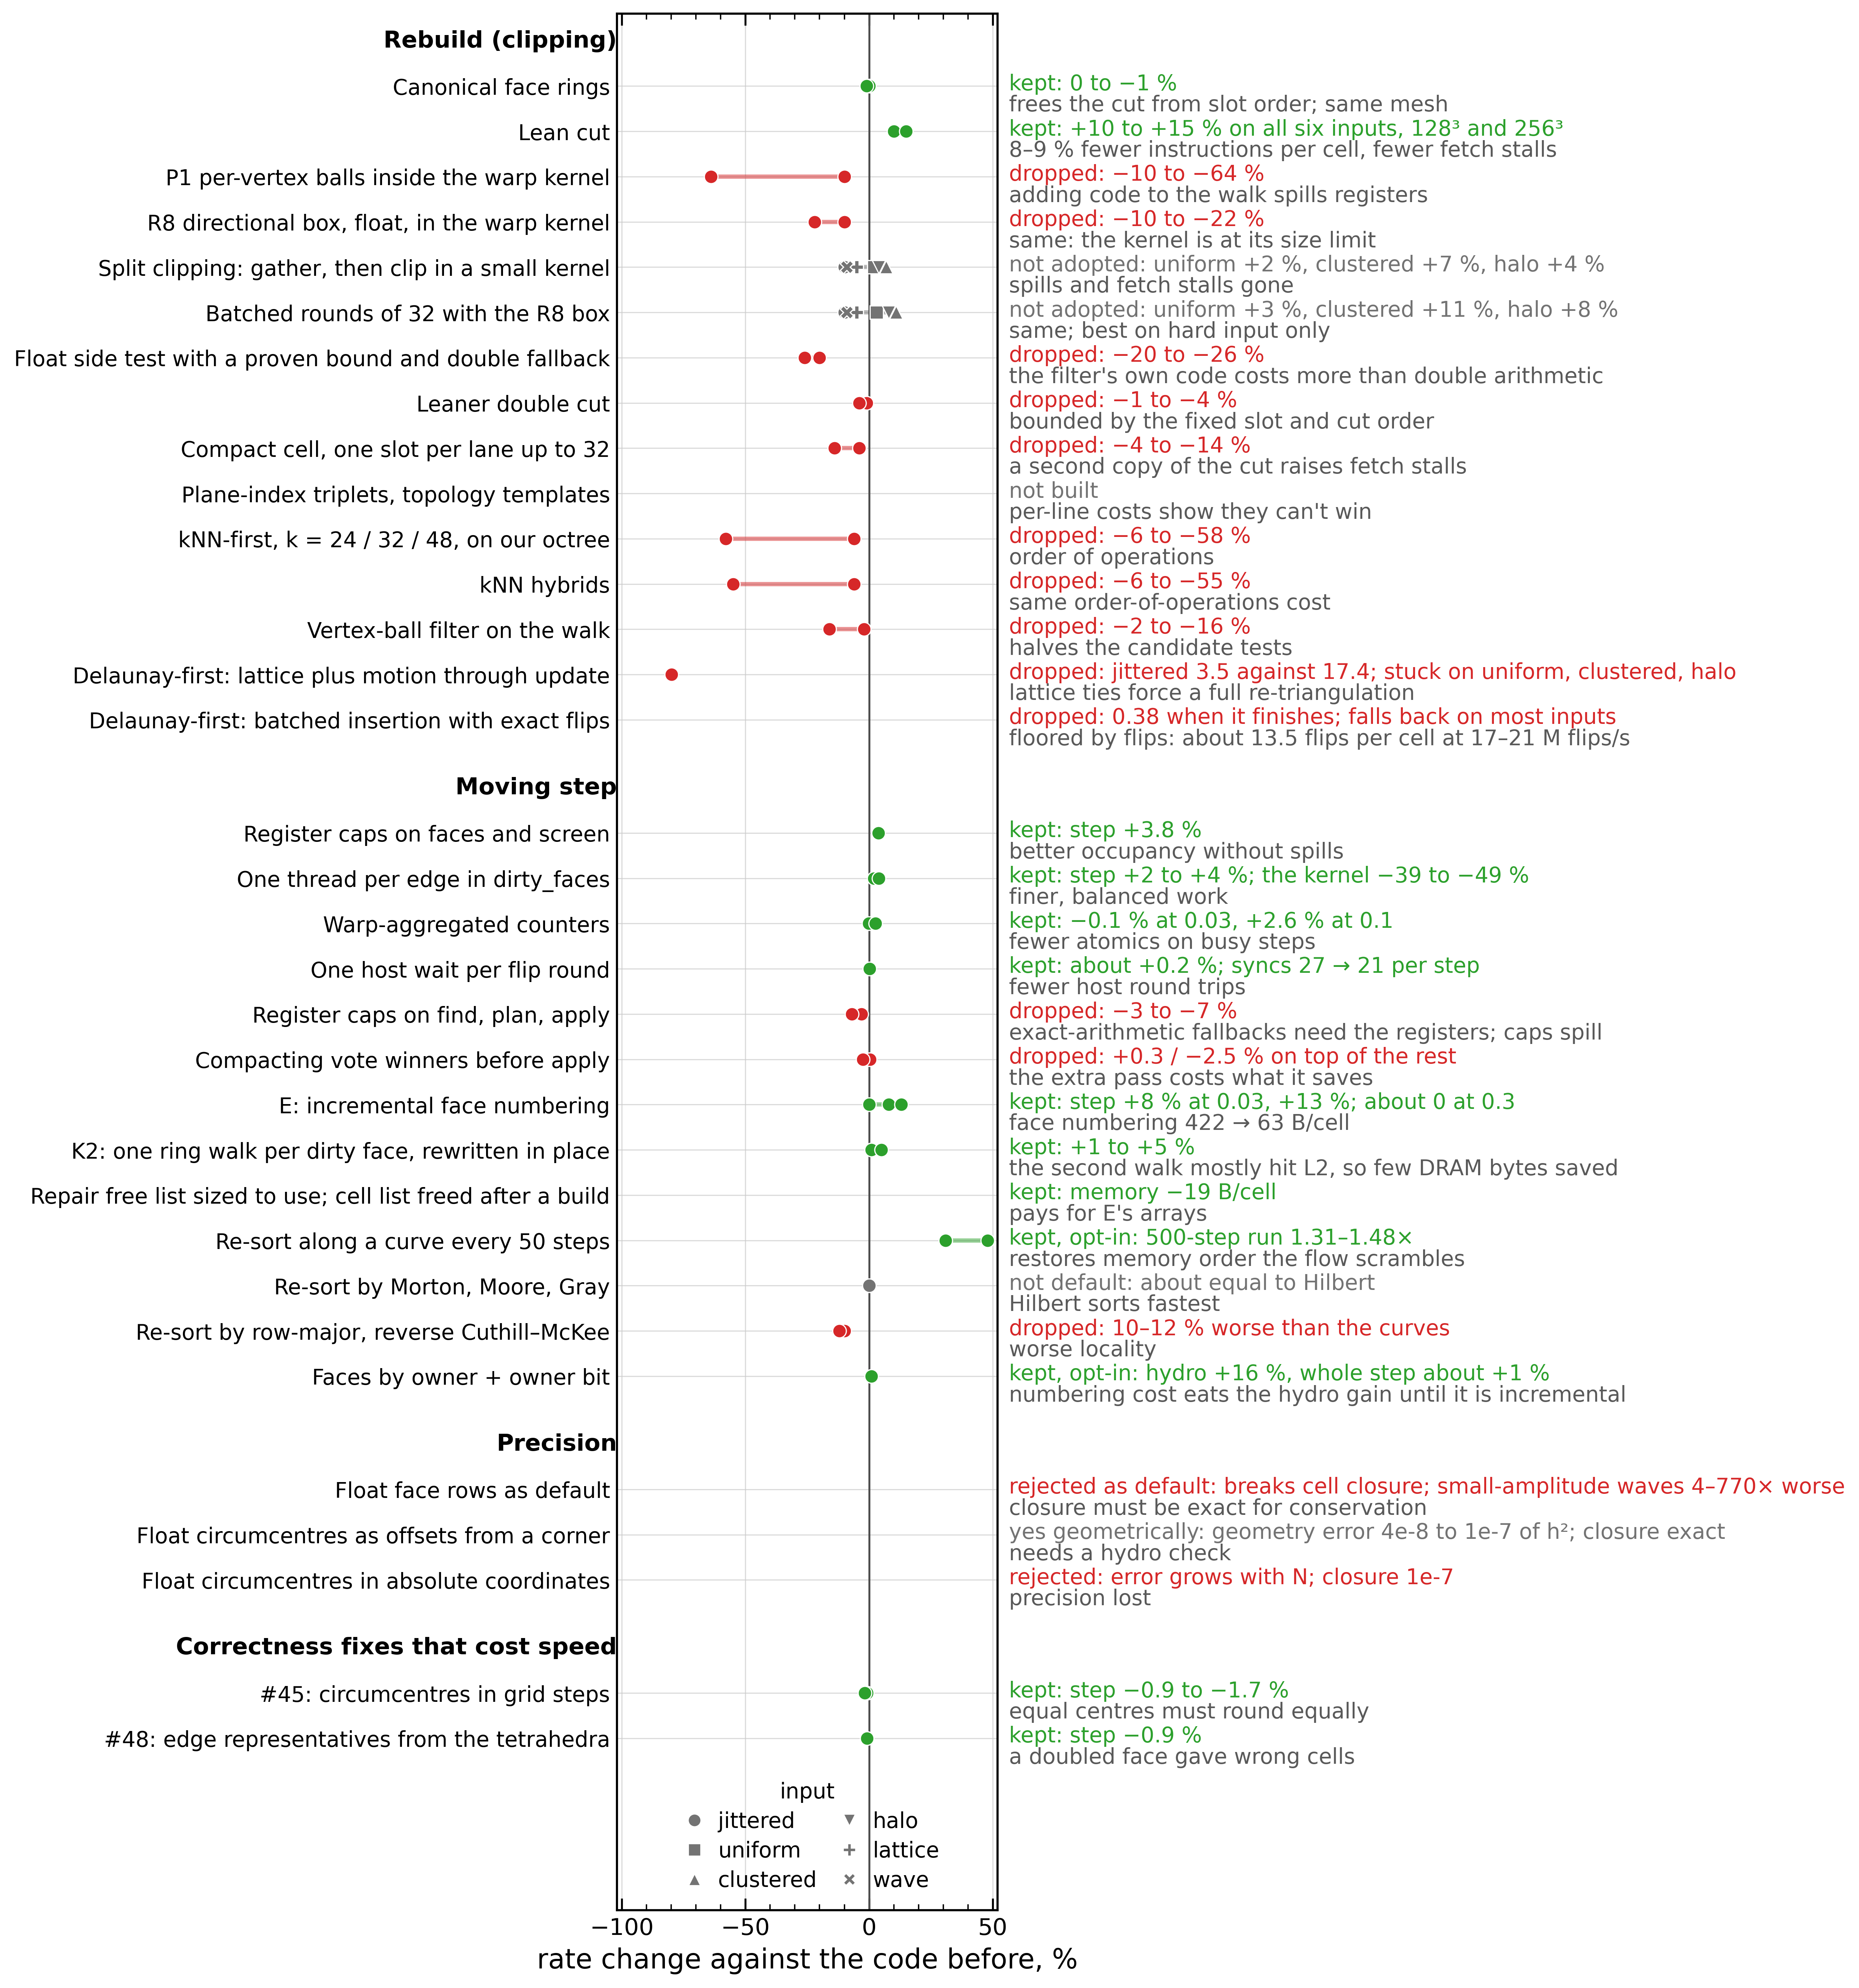 Rebuild (clipping)
Canonical face rings
kept: 0 to −1 %
frees the cut from slot order; same mesh
Lean cut
kept: +10 to +15 % on all six inputs, 128³ and 256³
8–9 % fewer instructions per cell, fewer fetch stalls
P1 per-vertex balls inside the warp kernel
dropped: −10 to −64 %
adding code to the walk spills registers
R8 directional box, float, in the warp kernel
dropped: −10 to −22 %
same: the kernel is at its size limit
Split clipping: gather, then clip in a small kernel
not adopted: uniform +2 %, clustered +7 %, halo +4 %
spills and fetch stalls gone
Batched rounds of 32 with the R8 box
not adopted: uniform +3 %, clustered +11 %, halo +8 %
same; best on hard input only
Float side test with a proven bound and double fallback
dropped: −20 to −26 %
the filter's own code costs more than double arithmetic
Leaner double cut
dropped: −1 to −4 %
bounded by the fixed slot and cut order
Compact cell, one slot per lane up to 32
dropped: −4 to −14 %
a second copy of the cut raises fetch stalls
Plane-index triplets, topology templates
not built
per-line costs show they can't win
kNN-first, k = 24 / 32 / 48, on our octree
dropped: −6 to −58 %
order of operations
kNN hybrids
dropped: −6 to −55 %
same order-of-operations cost
Vertex-ball filter on the walk
dropped: −2 to −16 %
halves the candidate tests
Delaunay-first: lattice plus motion through update
dropped: jittered 3.5 against 17.4; stuck on uniform, clustered, halo
lattice ties force a full re-triangulation
Delaunay-first: batched insertion with exact flips
dropped: 0.38 when it finishes; falls back on most inputs
floored by flips: about 13.5 flips per cell at 17–21 M flips/s
Moving step
Register caps on faces and screen
kept: step +3.8 %
better occupancy without spills
One thread per edge in dirty_faces
kept: step +2 to +4 %; the kernel −39 to −49 %
finer, balanced work
Warp-aggregated counters
kept: −0.1 % at 0.03, +2.6 % at 0.1
fewer atomics on busy steps
One host wait per flip round
kept: about +0.2 %; syncs 27 → 21 per step
fewer host round trips
Register caps on find, plan, apply
dropped: −3 to −7 %
exact-arithmetic fallbacks need the registers; caps spill
Compacting vote winners before apply
dropped: +0.3 / −2.5 % on top of the rest
the extra pass costs what it saves
E: incremental face numbering
kept: step +8 % at 0.03, +13 %; about 0 at 0.3
face numbering 422 → 63 B/cell
K2: one ring walk per dirty face, rewritten in place
kept: +1 to +5 %
the second walk mostly hit L2, so few DRAM bytes saved
Repair free list sized to use; cell list freed after a build
kept: memory −19 B/cell
pays for E's arrays
Re-sort along a curve every 50 steps
kept, opt-in: 500-step run 1.31–1.48×
restores memory order the flow scrambles
Re-sort by Morton, Moore, Gray
not default: about equal to Hilbert
Hilbert sorts fastest
Re-sort by row-major, reverse Cuthill–McKee
dropped: 10–12 % worse than the curves
worse locality
Faces by owner + owner bit
kept, opt-in: hydro +16 %, whole step about +1 %
numbering cost eats the hydro gain until it is incremental
Precision
Float face rows as default
rejected as default: breaks cell closure; small-amplitude waves 4–770× worse
closure must be exact for conservation
Float circumcentres as offsets from a corner
yes geometrically: geometry error 4e-8 to 1e-7 of h²; closure exact
needs a hydro check
Float circumcentres in absolute coordinates
rejected: error grows with N; closure 1e-7
precision lost
Correctness fixes that cost speed
#45: circumcentres in grid steps
kept: step −0.9 to −1.7 %
equal centres must round equally
#48: edge representatives from the tetrahedra
kept: step −0.9 %
a doubled face gave wrong cells
input
jittered
halo
uniform
lattice
clustered
wave
−100 −50 0 50
rate change against the code before, %